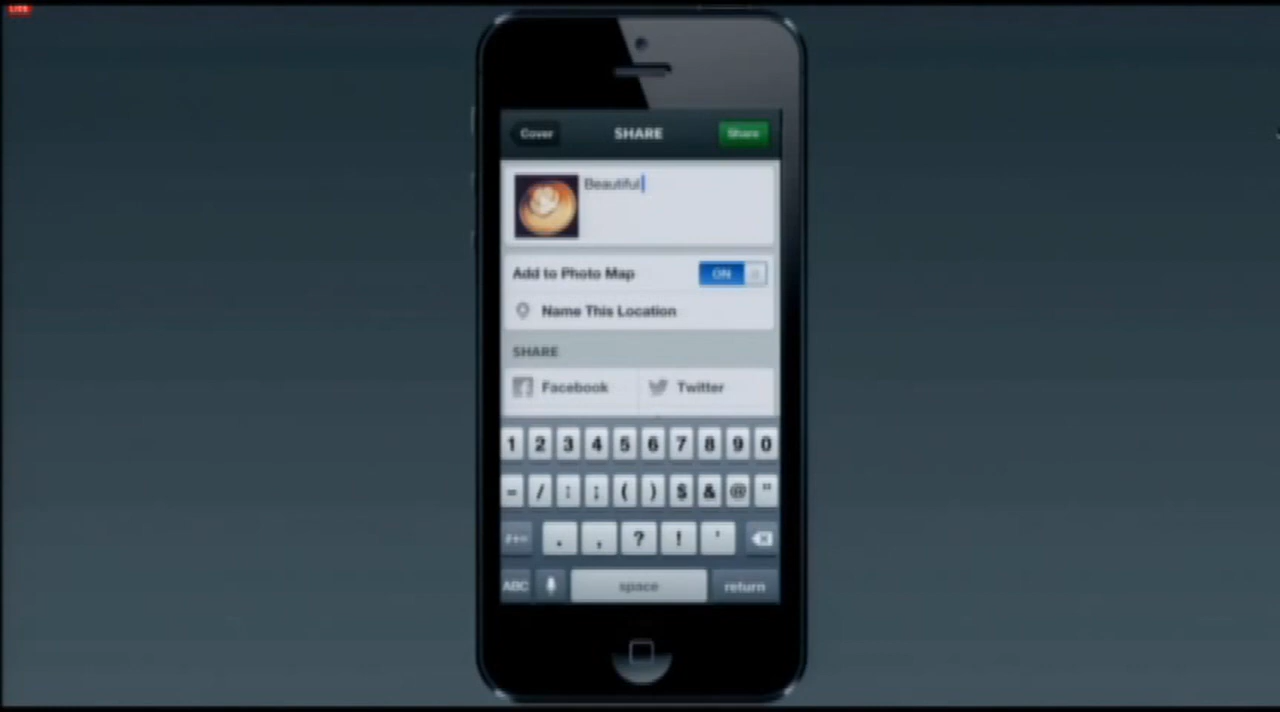 LIVE
Cover SHARE Share
Beautiful
Add to Photo Map ON
Name This Location
SHARE
Facebook Twitter
1 2 3 4 5 6 7 8 9 0
- / : ; ( ) $ & @ "
#+= . , ? ! '
ABC space return